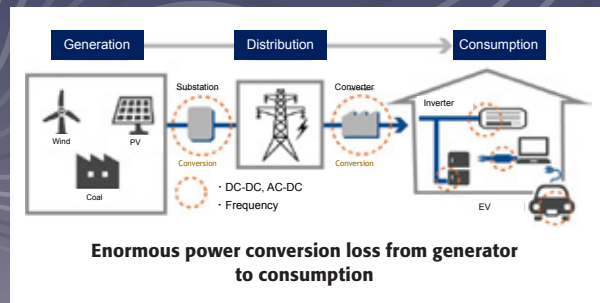 Generation
Distribution
Consumption
Substation
Converter
Inverter
Wind
PV
Coal
Conversion
Conversion
· DC-DC, AC-DC
· Frequency
EV
Enormous power conversion loss from generator
to consumption